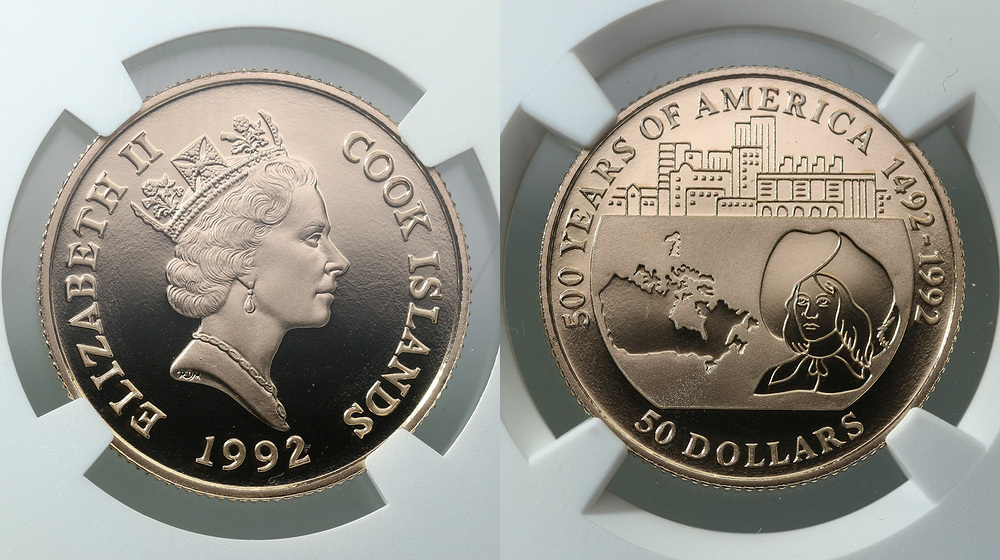 ELIZABETH II
COOK ISLANDS
1992
500 YEARS OF AMERICA 1492-1992
50 DOLLARS